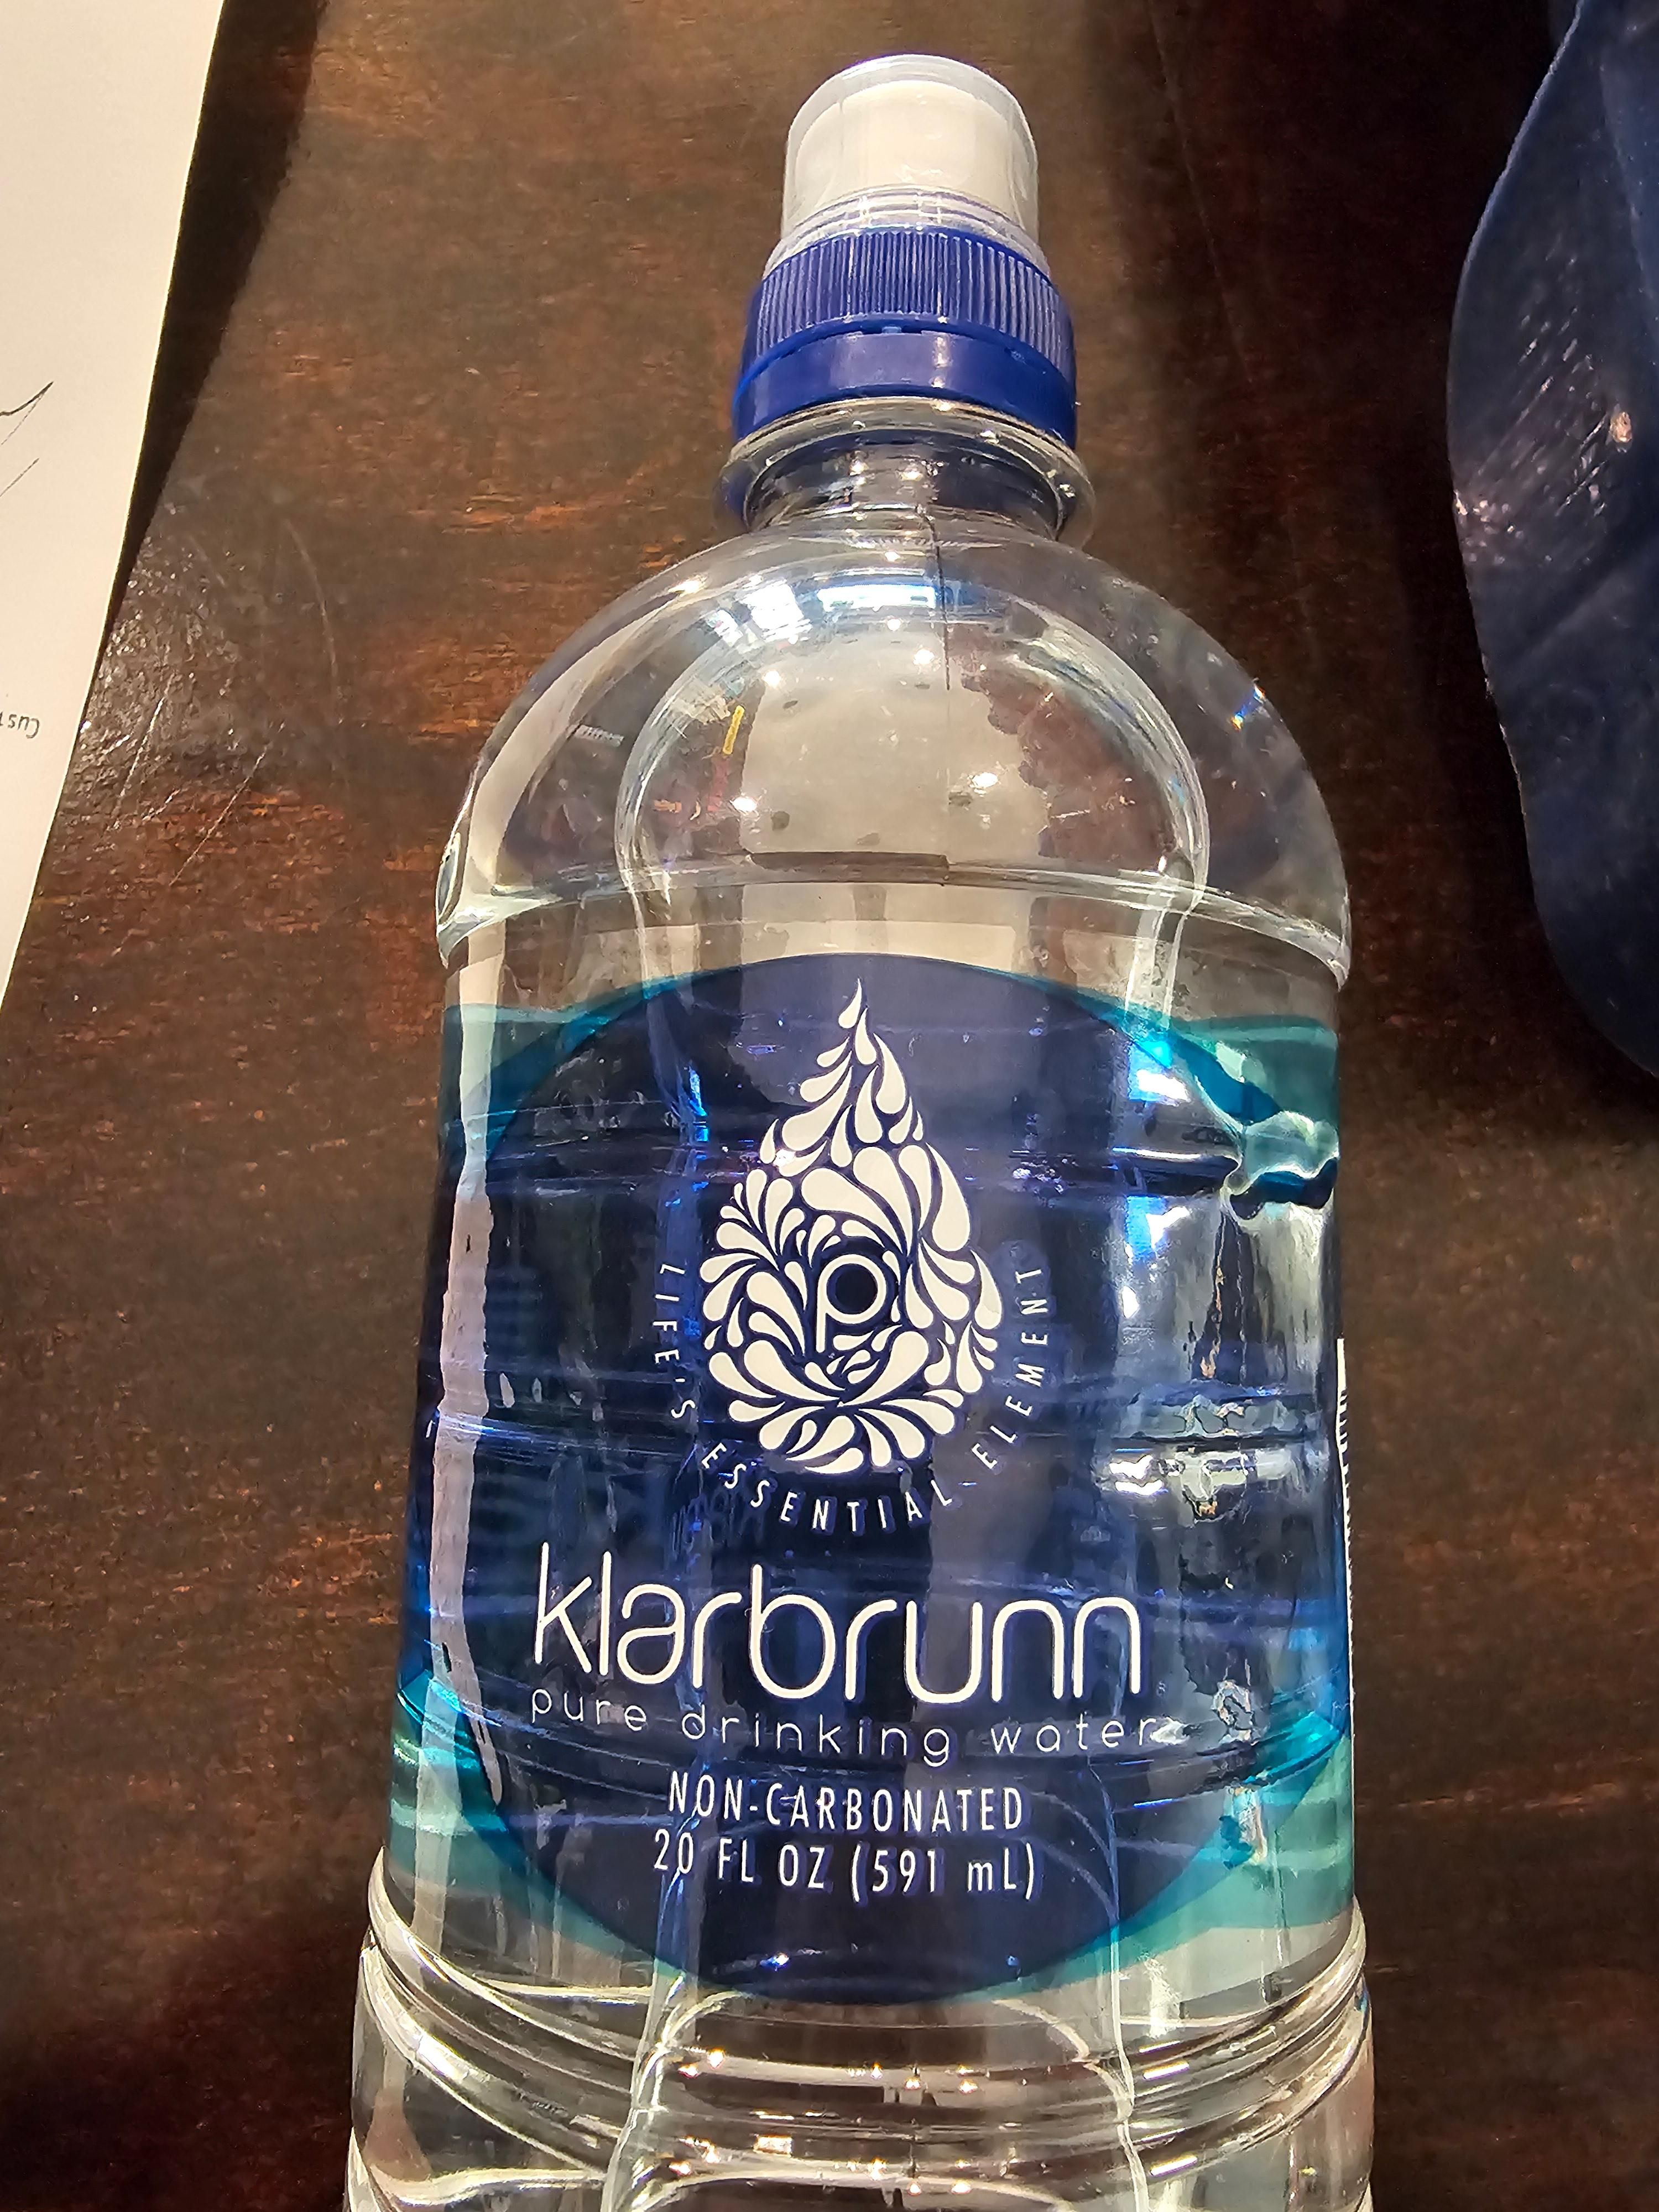 p
LIFE'S ESSENTIAL ELEMENT
klarbrunn
pure drinking water
NON-CARBONATED
20 FL OZ (591 mL)